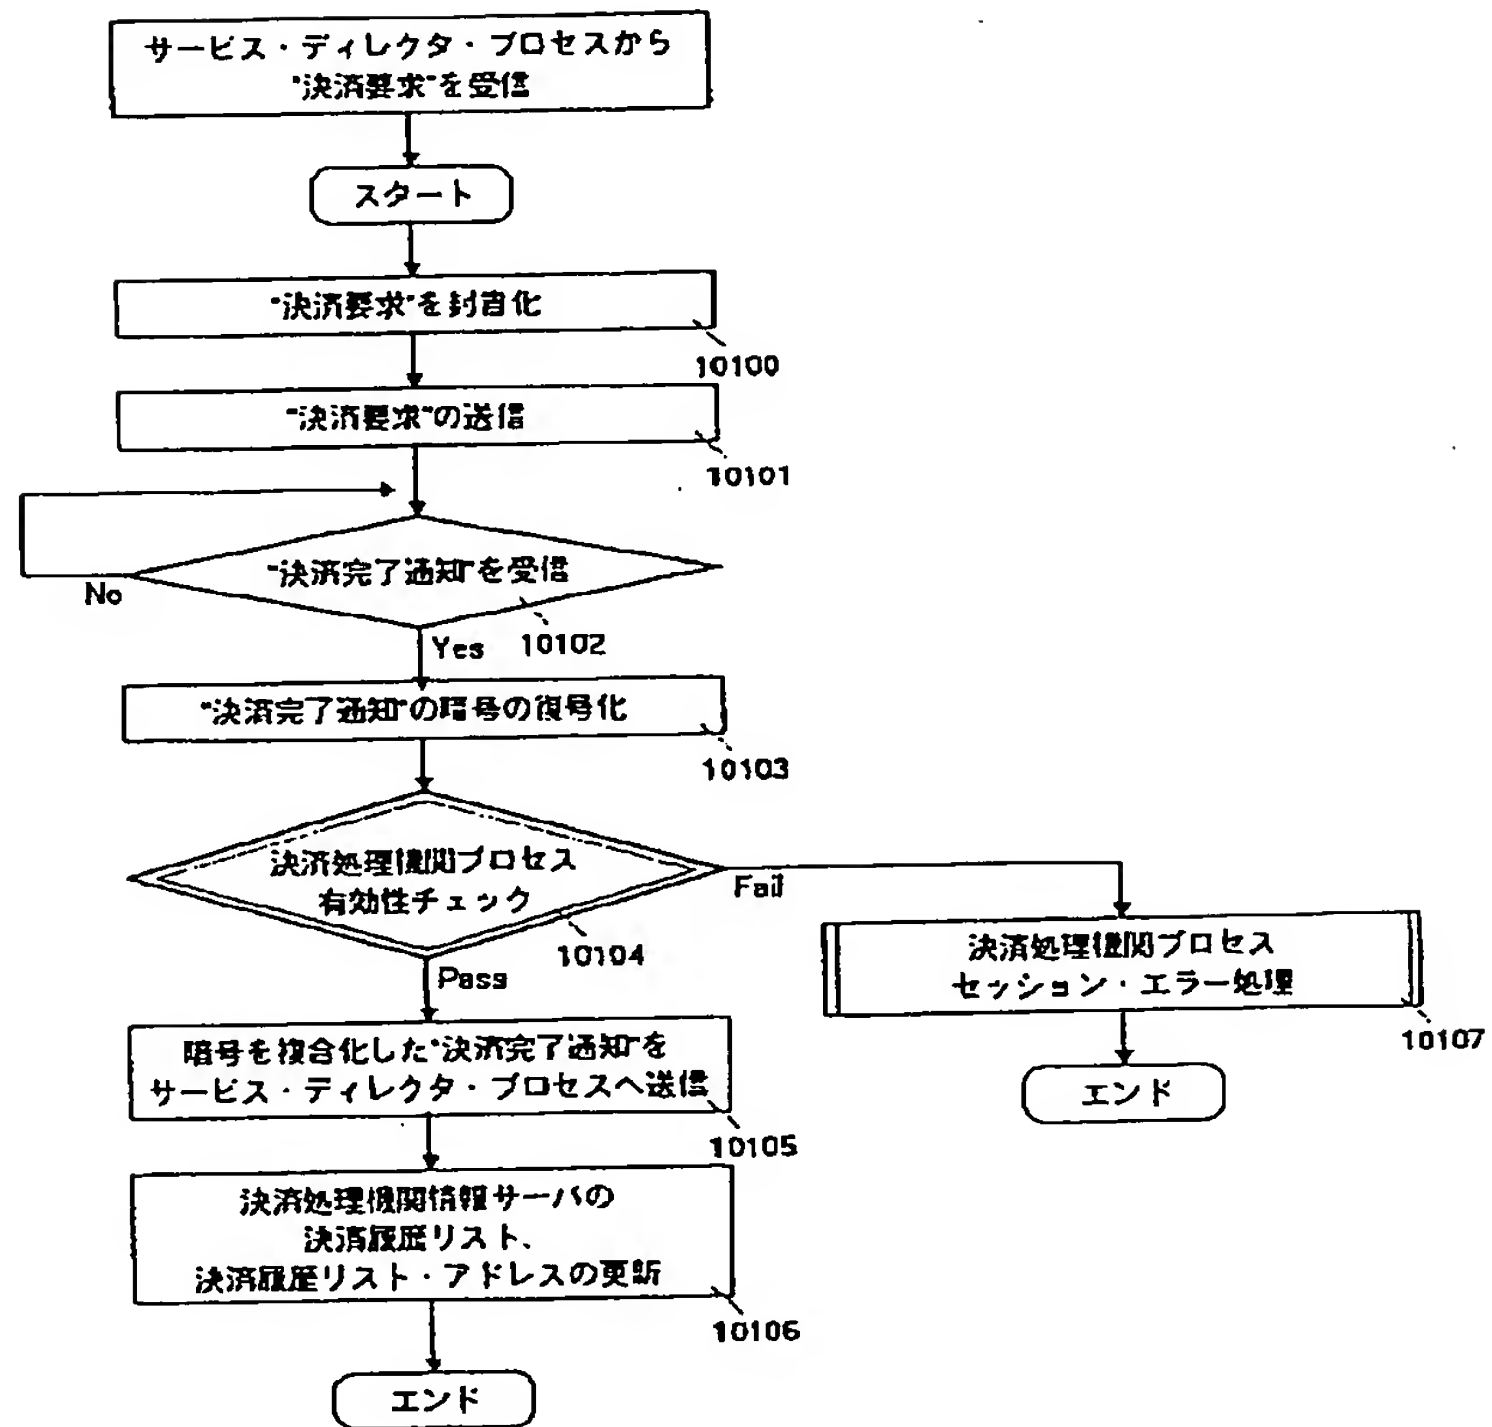 サービス・ディレクタ・プロセスから
"決済要求"を受信
スタート
"決済要求"を封書化
10100
"決済要求"の送信
10101
"決済完了通知"を受信
No
10102
Yes
"決済完了通知"の暗号の復号化
10103
決済処理機関プロセス
有効性チェック
Fail
10104
Pass
決済処理機関プロセス
セッション・エラー処理
10107
エンド
暗号を複合化した"決済完了通知"を
サービス・ディレクタ・プロセスへ送信
10105
決済処理機関情報サーバの
決済履歴リスト、
決済履歴リスト・アドレスの更新
10106
エンド